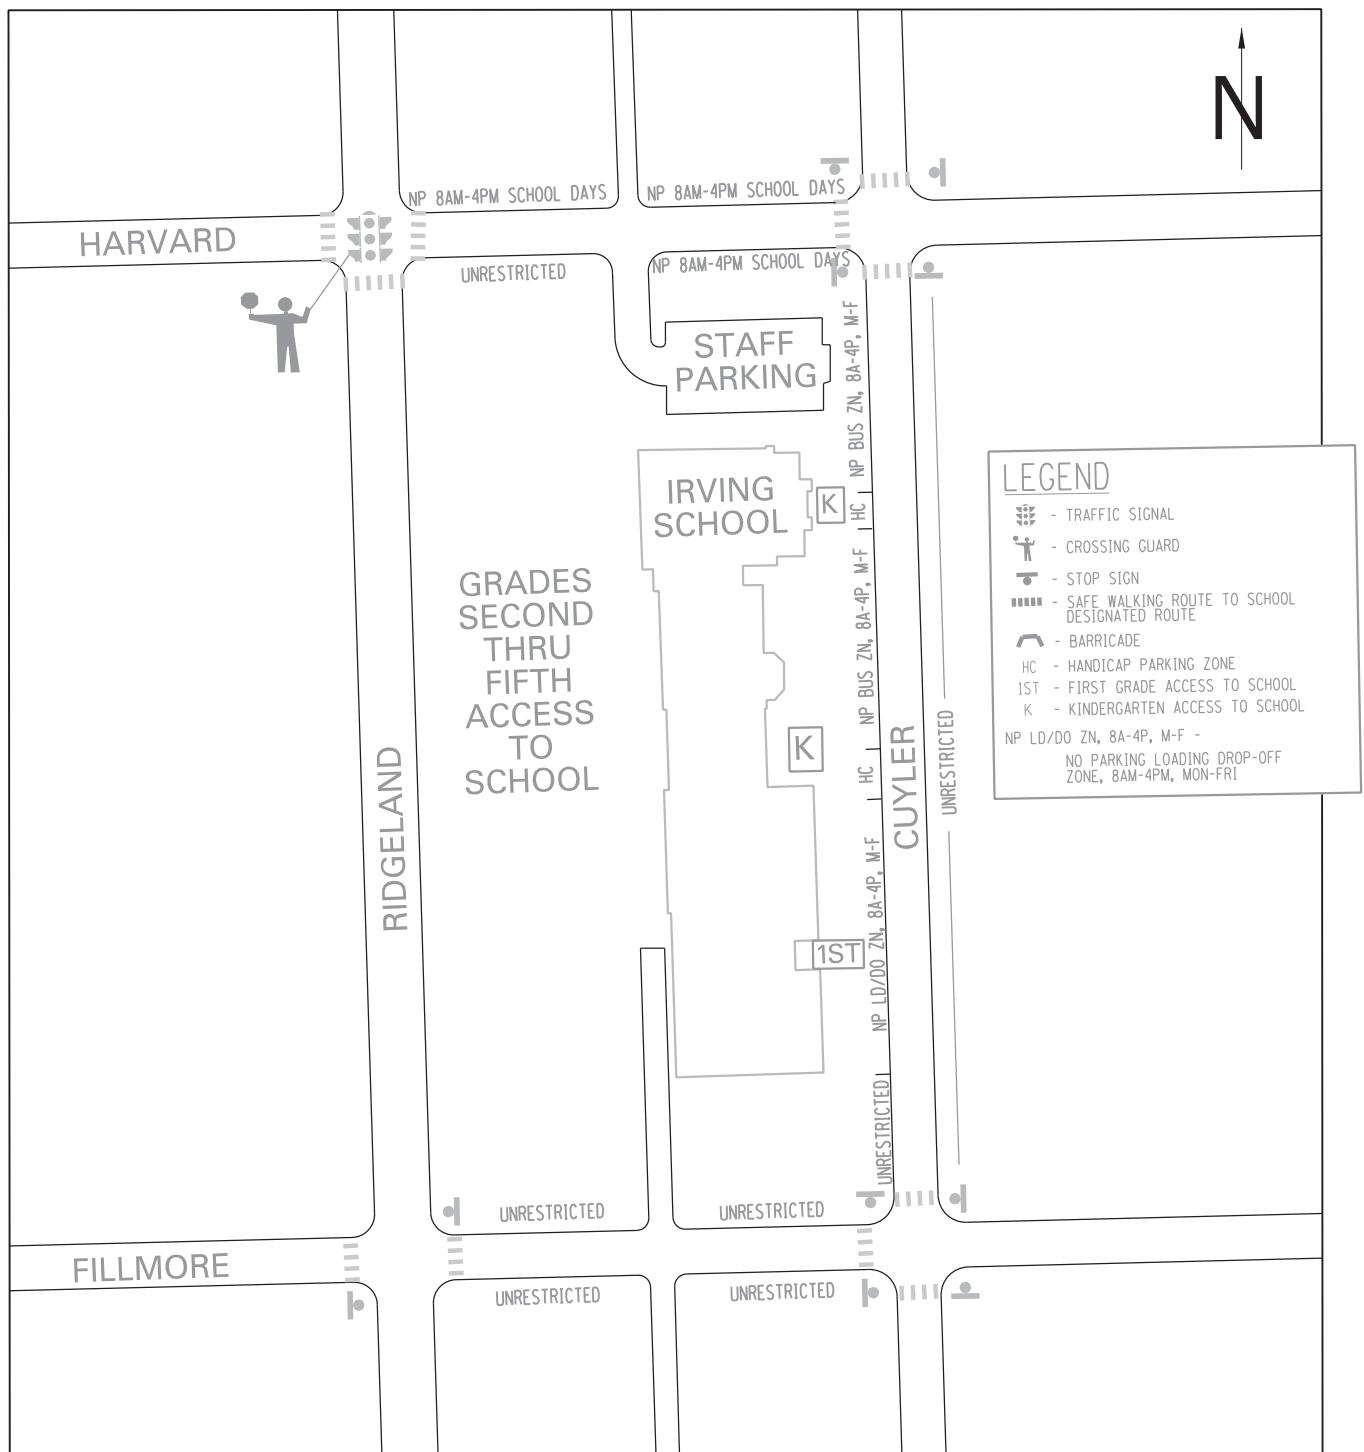 N
NP 8AM-4PM SCHOOL DAYS
NP 8AM-4PM SCHOOL DAYS
HARVARD
UNRESTRICTED
NP 8AM-4PM SCHOOL DAYS
STAFF
PARKING
NP BUS ZN, 8A-4P, M-F
IRVING
SCHOOL
K
HC
GRADES
SECOND
THRU
FIFTH
ACCESS
TO
SCHOOL
NP BUS ZN, 8A-4P, M-F
K
HC
RIDGELAND
CUYLER
UNRESTRICTED
NP LD/DO ZN, 8A-4P, M-F
1ST
UNRESTRICTED
LEGEND
- TRAFFIC SIGNAL
- CROSSING GUARD
- STOP SIGN
- SAFE WALKING ROUTE TO SCHOOL
DESIGNATED ROUTE
- BARRICADE
HC - HANDICAP PARKING ZONE
1ST - FIRST GRADE ACCESS TO SCHOOL
K - KINDERGARTEN ACCESS TO SCHOOL
NP LD/DO ZN, 8A-4P, M-F -
NO PARKING LOADING DROP-OFF
ZONE, 8AM-4PM, MON-FRI
UNRESTRICTED
UNRESTRICTED
FILLMORE
UNRESTRICTED
UNRESTRICTED